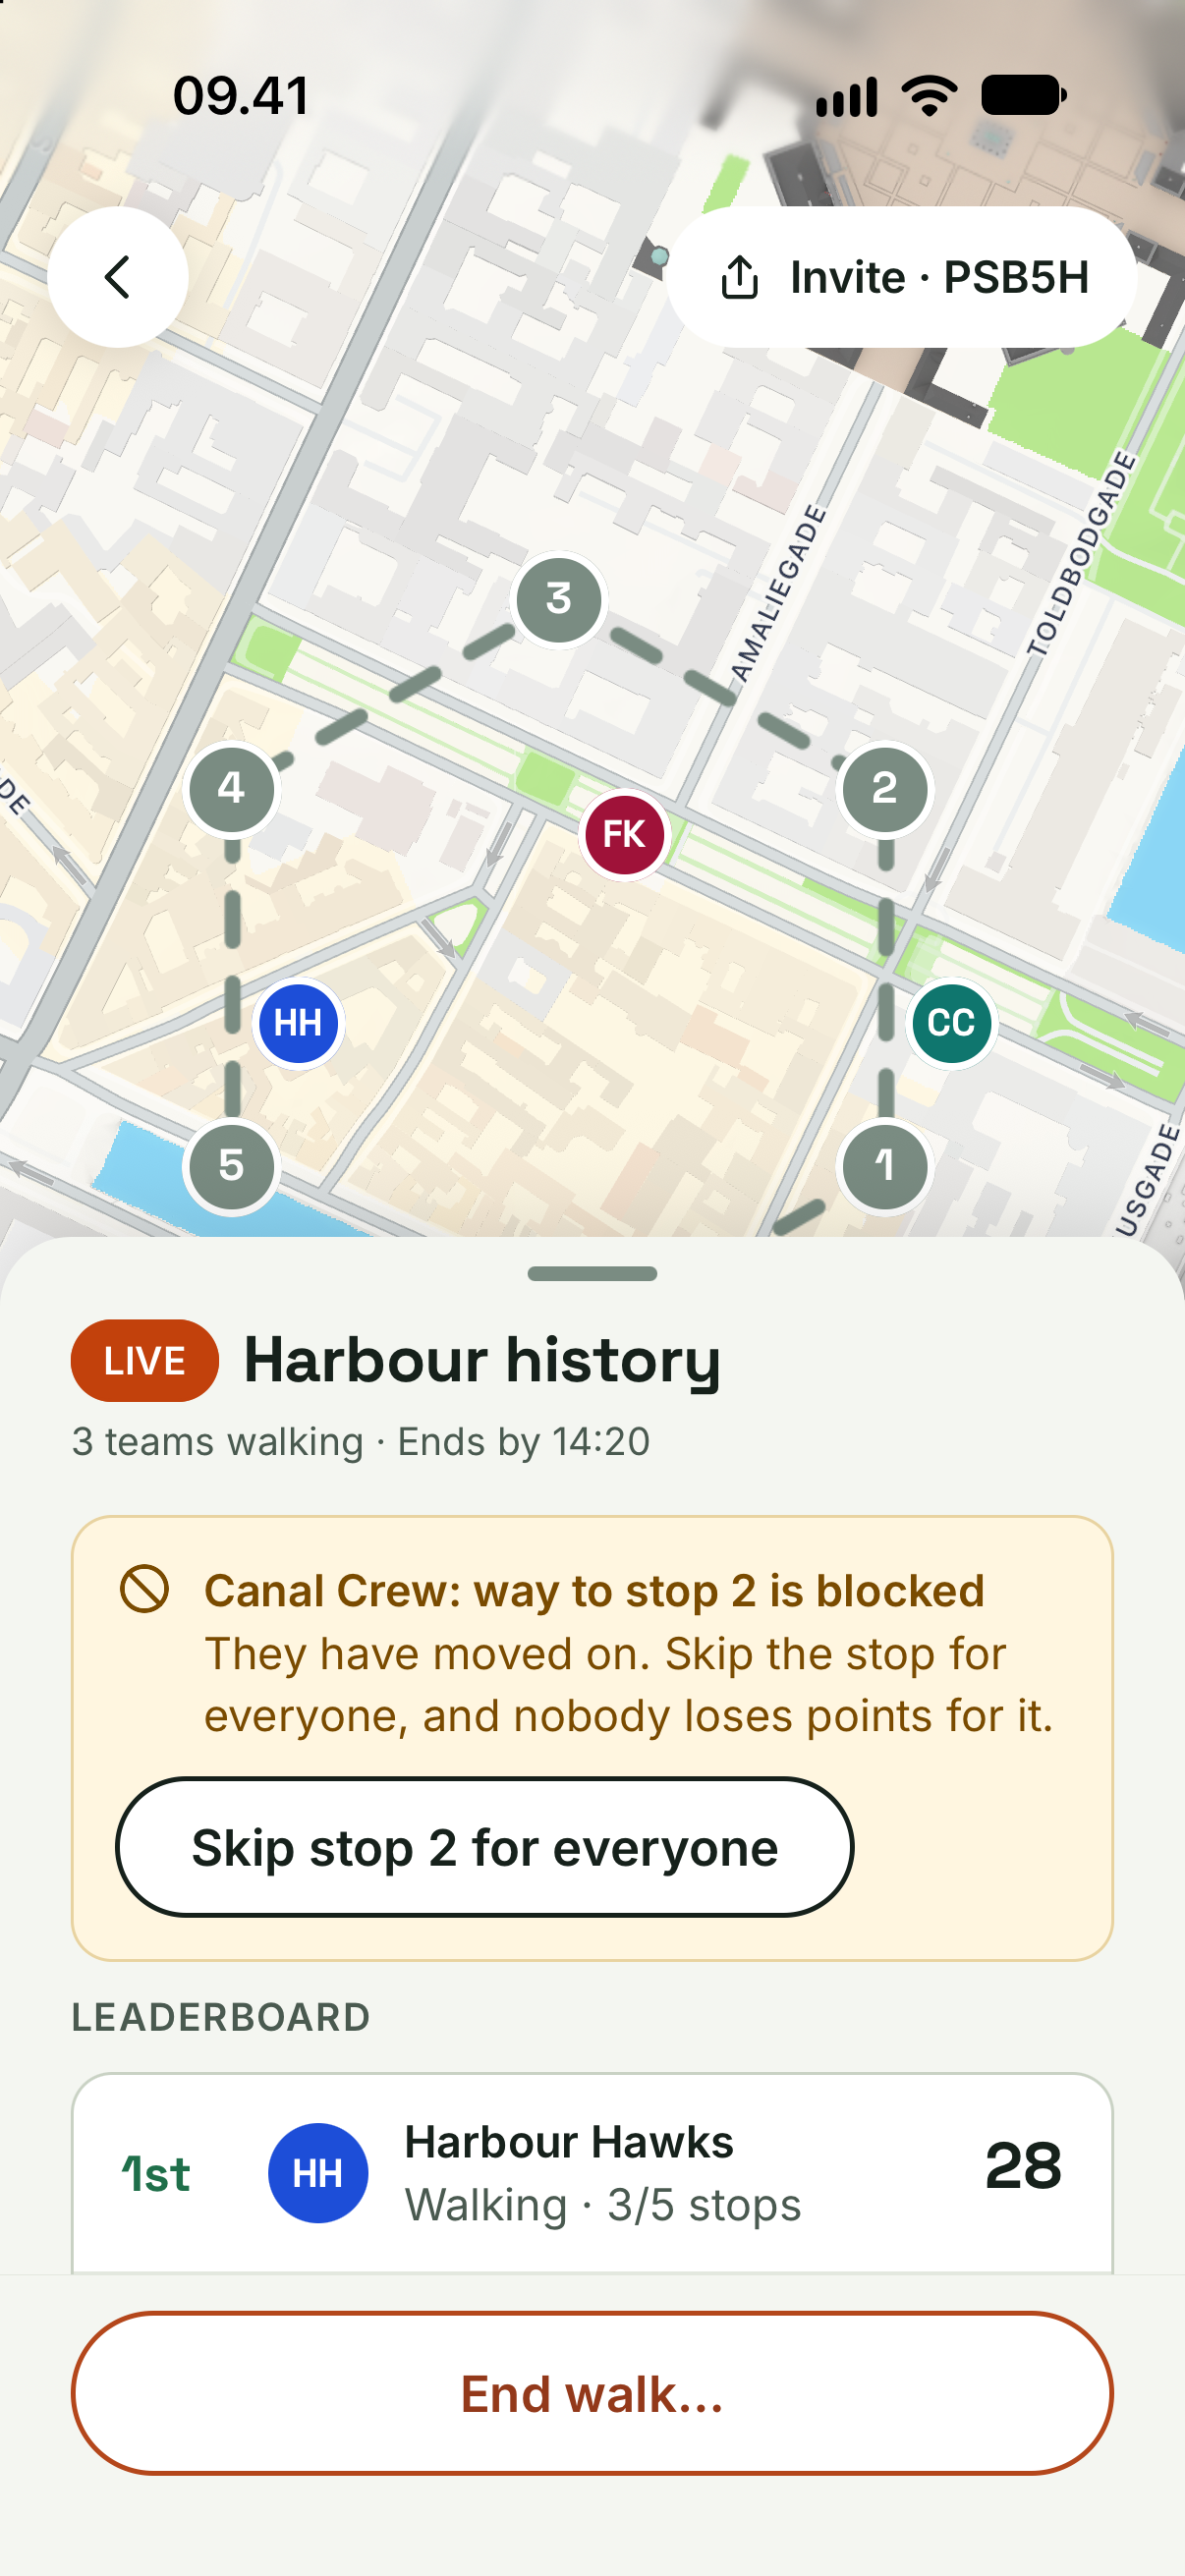 09.41
Invite · PSB5H
AMALIEGADE
TOLDBODGADE
3
4
2
FK
HH
CC
5
1
LIVE Harbour history
3 teams walking · Ends by 14:20
Canal Crew: way to stop 2 is blocked
They have moved on. Skip the stop for
everyone, and nobody loses points for it.
Skip stop 2 for everyone
LEADERBOARD
1st HH Harbour Hawks 28
Walking · 3/5 stops
End walk...